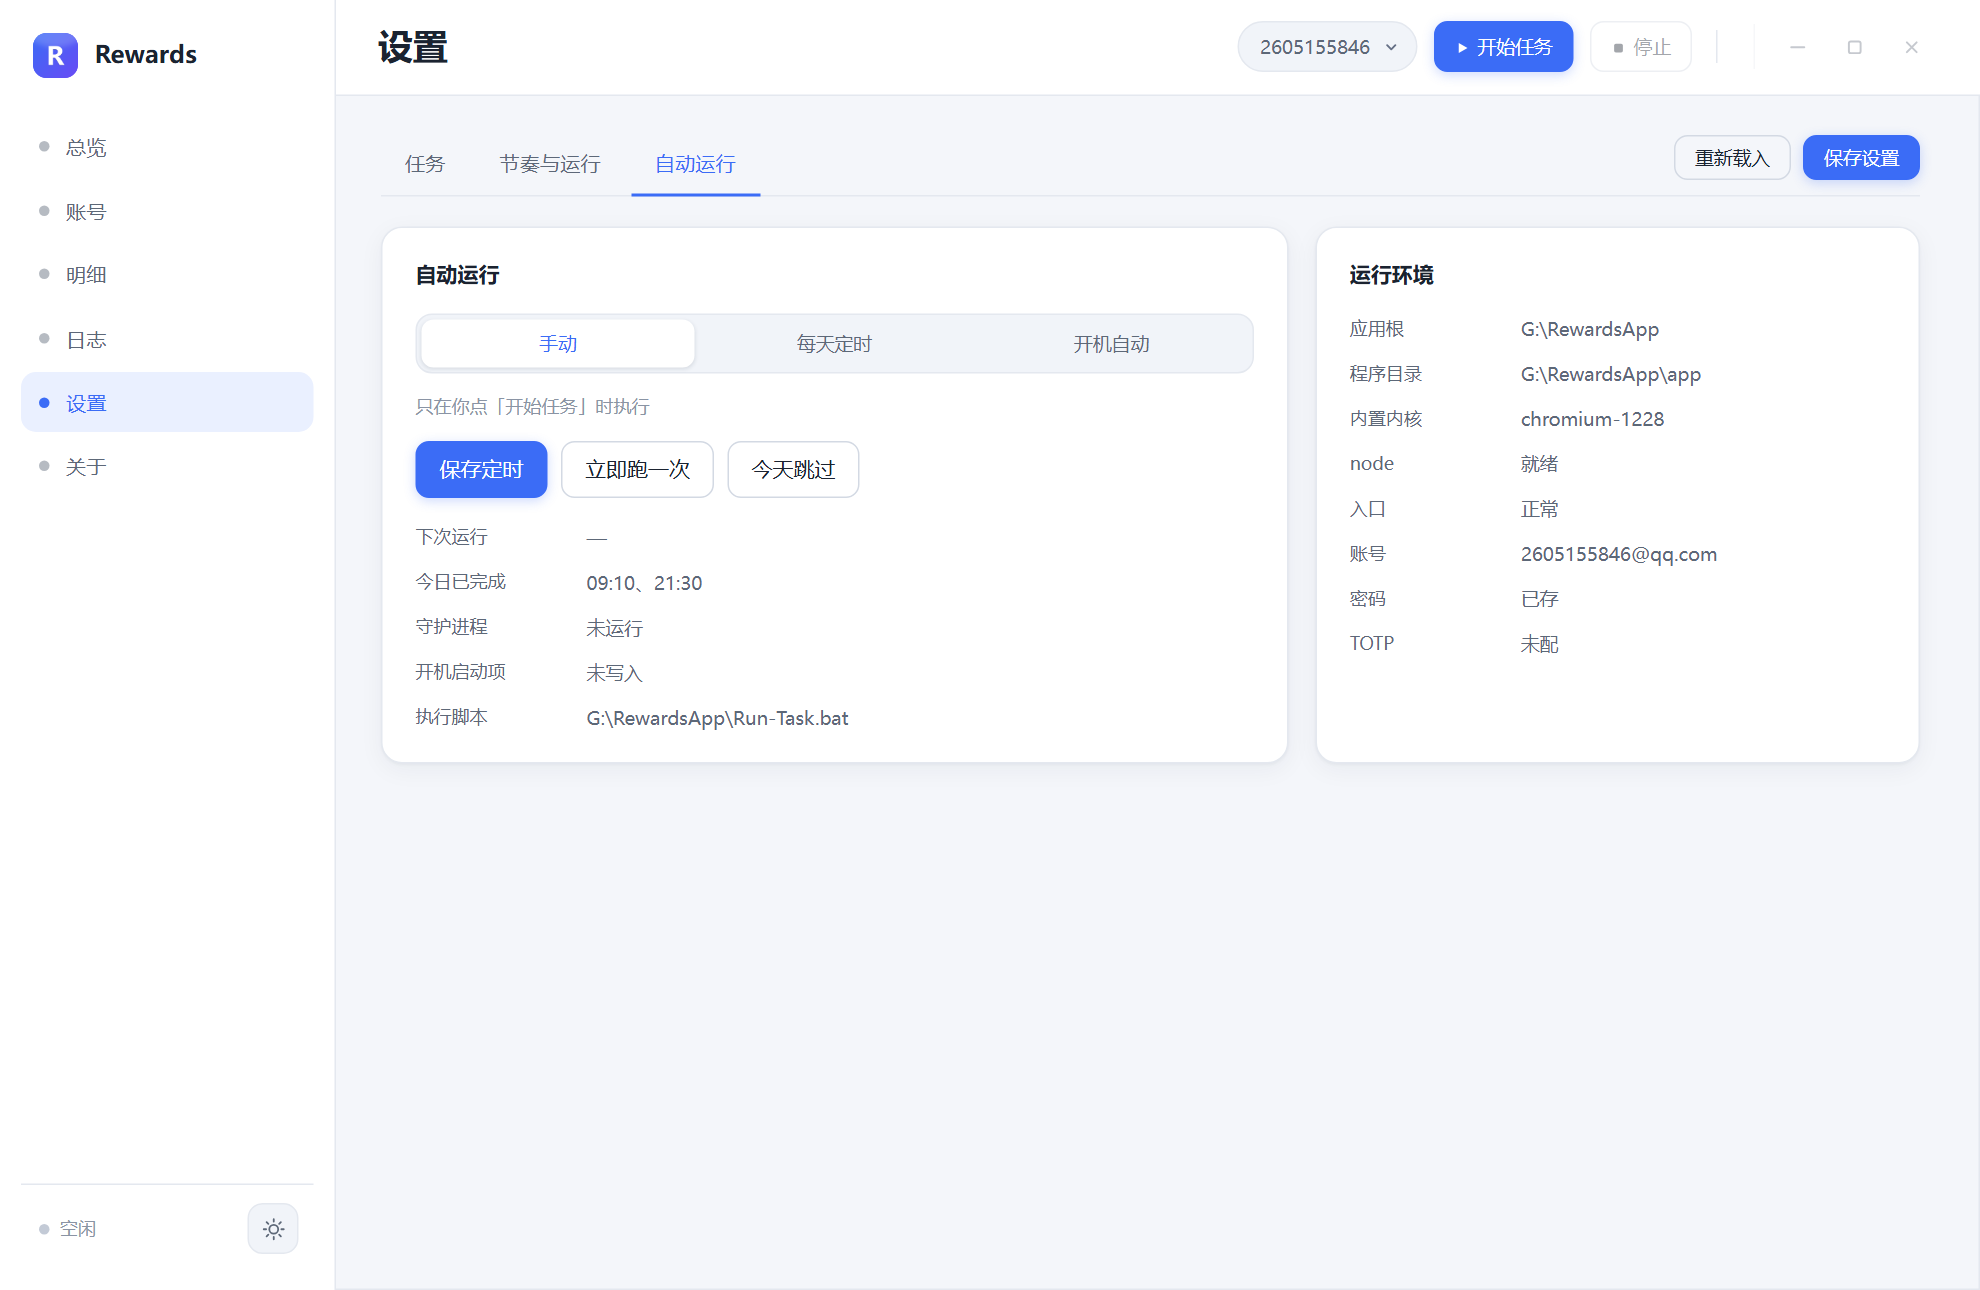 R Rewards
总览
账号
明细
日志
设置
关于
空闲
设置
2605155846
开始任务
停止
任务
节奏与运行
自动运行
重新载入
保存设置
自动运行
手动
每天定时
开机自动
只在你点「开始任务」时执行
保存定时
立即跑一次
今天跳过
下次运行 —
今日已完成 09:10、21:30
守护进程 未运行
开机启动项 未写入
执行脚本 G:\RewardsApp\Run-Task.bat
运行环境
应用根 G:\RewardsApp
程序目录 G:\RewardsApp\app
内置内核 chromium-1228
node 就绪
入口 正常
账号 2605155846@qq.com
密码 已存
TOTP 未配